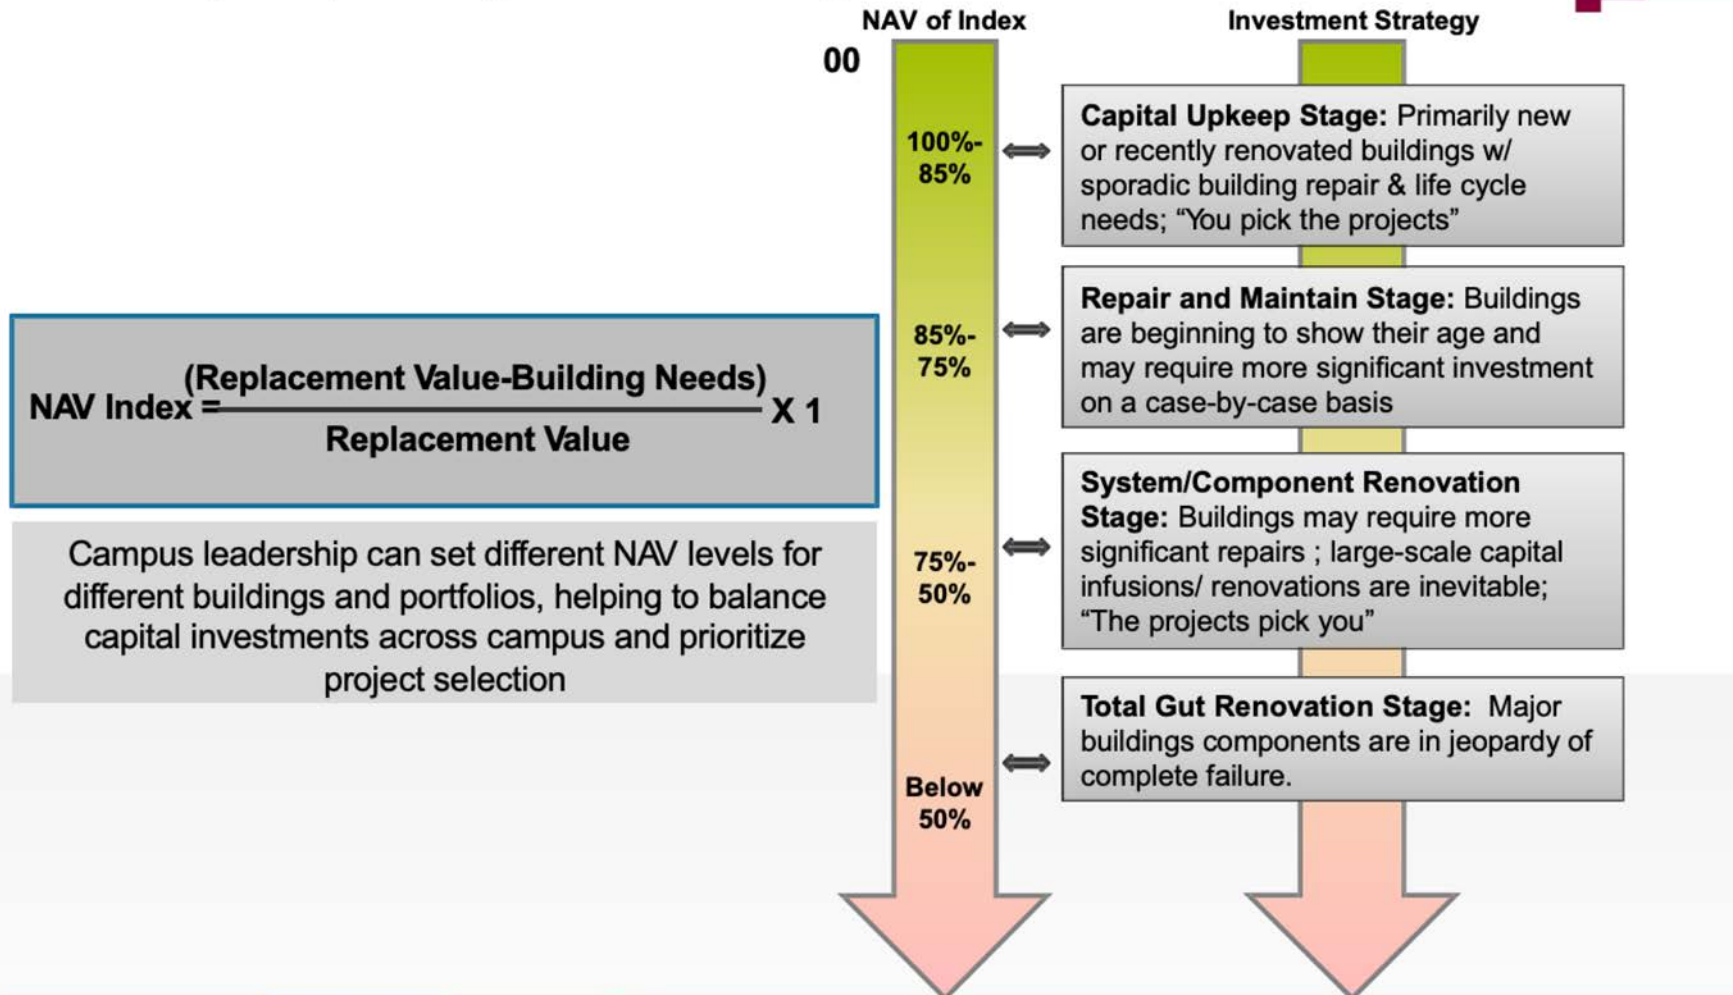 NAV of Index
Investment Strategy
00
100%-
85%
Capital Upkeep Stage: Primarily new
or recently renovated buildings w/
sporadic building repair & life cycle
needs; “You pick the projects”
85%-
75%
Repair and Maintain Stage: Buildings
are beginning to show their age and
may require more significant investment
on a case-by-case basis
(Replacement Value-Building Needs)
NAV Index = X 1
Replacement Value
Campus leadership can set different NAV levels for
different buildings and portfolios, helping to balance
capital investments across campus and prioritize
project selection
75%-
50%
System/Component Renovation
Stage: Buildings may require more
significant repairs ; large-scale capital
infusions/ renovations are inevitable;
“The projects pick you”
Below
50%
Total Gut Renovation Stage: Major
buildings components are in jeopardy of
complete failure.